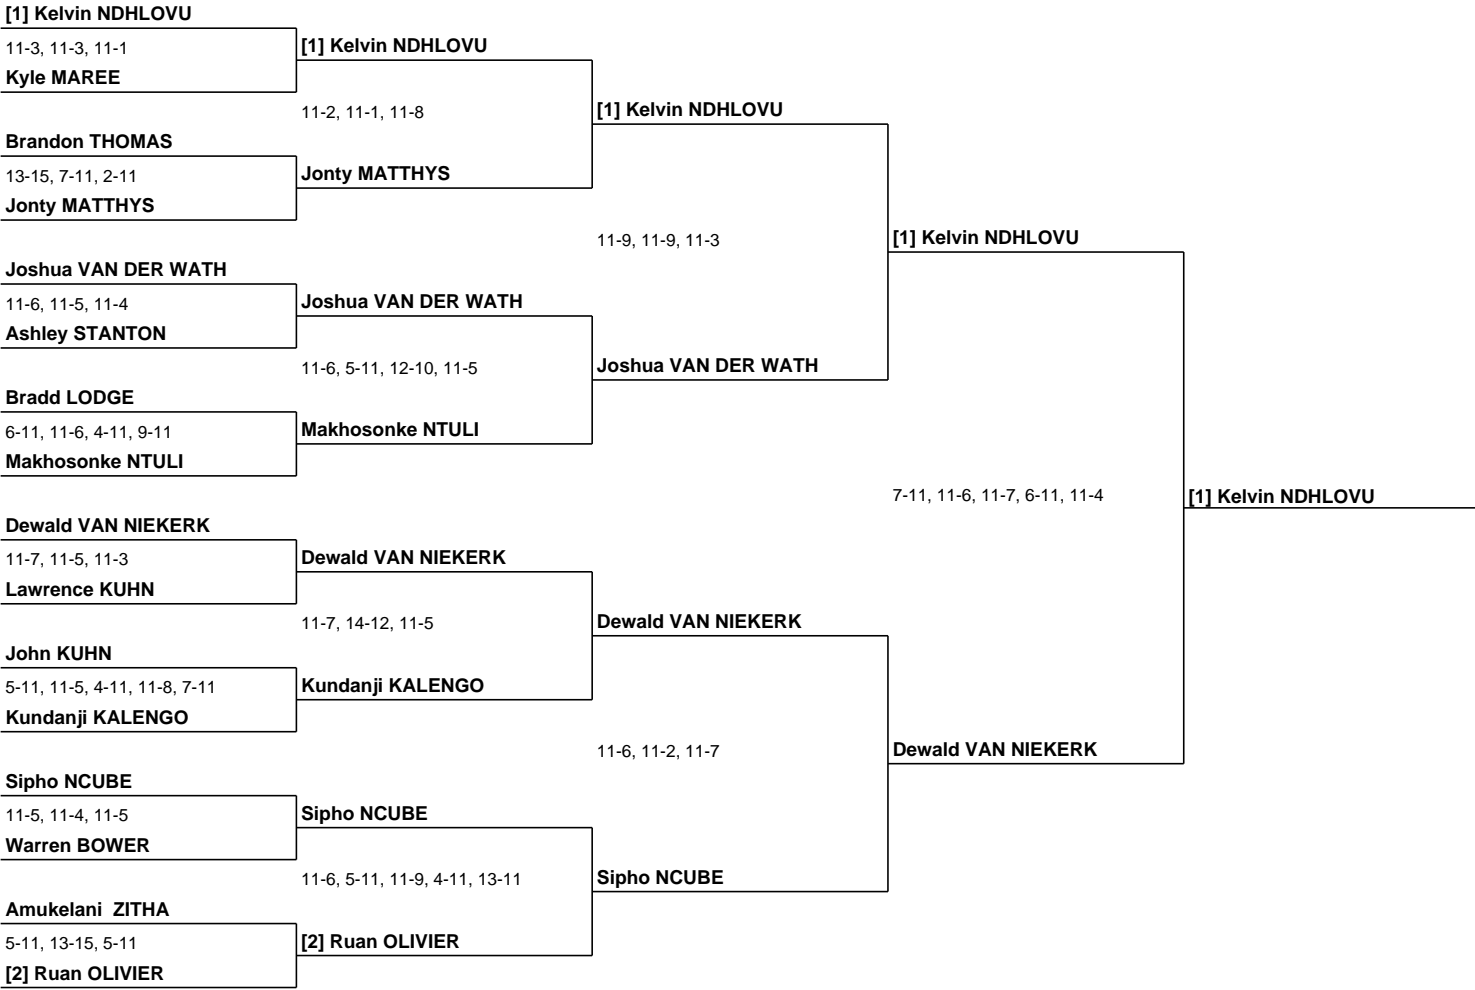 [1] Kelvin NDHLOVU
11-3, 11-3, 11-1
Kyle MAREE
[1] Kelvin NDHLOVU
11-2, 11-1, 11-8
[1] Kelvin NDHLOVU
Brandon THOMAS
13-15, 7-11, 2-11
Jonty MATTHYS
Jonty MATTHYS
11-9, 11-9, 11-3
[1] Kelvin NDHLOVU
Joshua VAN DER WATH
11-6, 11-5, 11-4
Ashley STANTON
Joshua VAN DER WATH
11-6, 5-11, 12-10, 11-5
Joshua VAN DER WATH
Bradd LODGE
6-11, 11-6, 4-11, 9-11
Makhosonke NTULI
Makhosonke NTULI
7-11, 11-6, 11-7, 6-11, 11-4
[1] Kelvin NDHLOVU
Dewald VAN NIEKERK
11-7, 11-5, 11-3
Lawrence KUHN
Dewald VAN NIEKERK
11-7, 14-12, 11-5
Dewald VAN NIEKERK
John KUHN
5-11, 11-5, 4-11, 11-8, 7-11
Kundanji KALENGO
Kundanji KALENGO
11-6, 11-2, 11-7
Dewald VAN NIEKERK
Sipho NCUBE
11-5, 11-4, 11-5
Warren BOWER
Sipho NCUBE
11-6, 5-11, 11-9, 4-11, 13-11
Sipho NCUBE
Amukelani  ZITHA
5-11, 13-15, 5-11
[2] Ruan OLIVIER
[2] Ruan OLIVIER